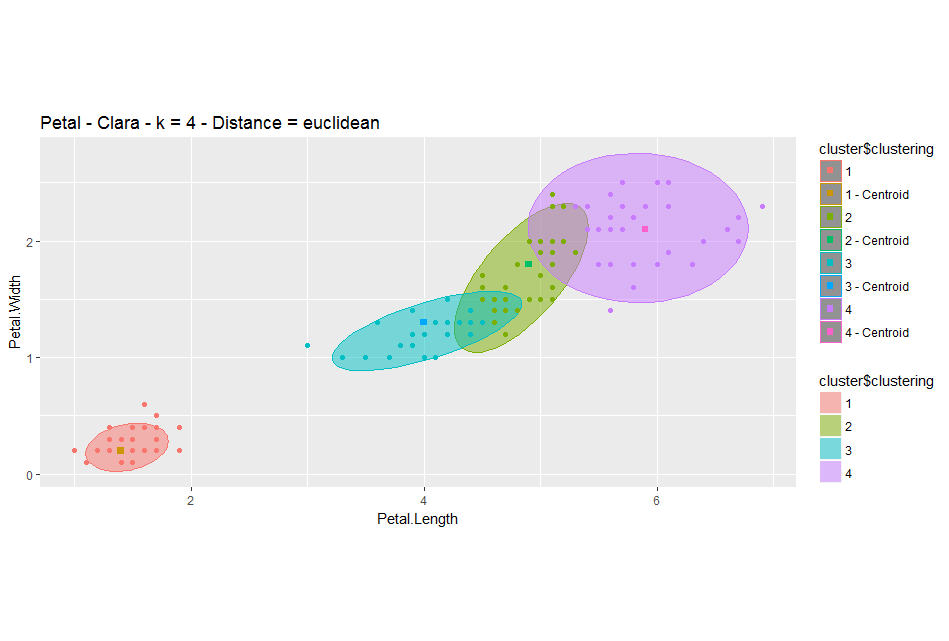 Petal - Clara - k = 4 - Distance = euclidean
Petal.Width
2
1
0
2
4
6
Petal.Length
cluster$clustering
1
1 - Centroid
2
2 - Centroid
3
3 - Centroid
4
4 - Centroid
cluster$clustering
1
2
3
4